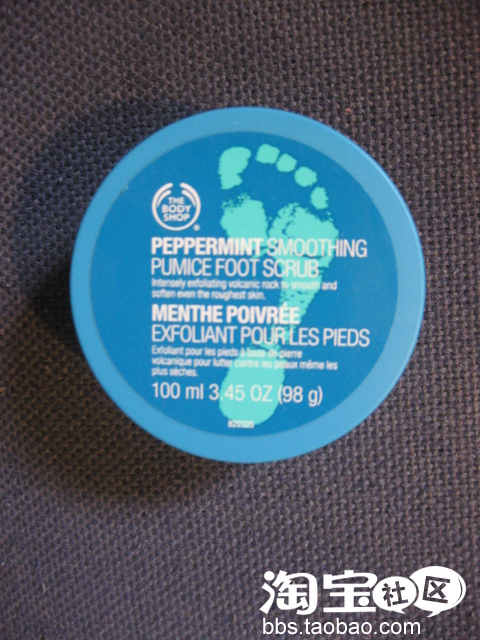 THE
BODY
SHOP
®
PEPPERMINT SMOOTHING
PUMICE FOOT SCRUB
Intensely exfoliating volcanic rock to smooth and
soften even the roughest skin.
MENTHE POIVRÉE
EXFOLIANT POUR LES PIEDS
Exfoliant pour les pieds à base de pierre
volcanique pour lutter contre les peaux même les
plus sèches.
100 ml 3.45 OZ (98 g)
淘宝社区
bbs.taobao.com